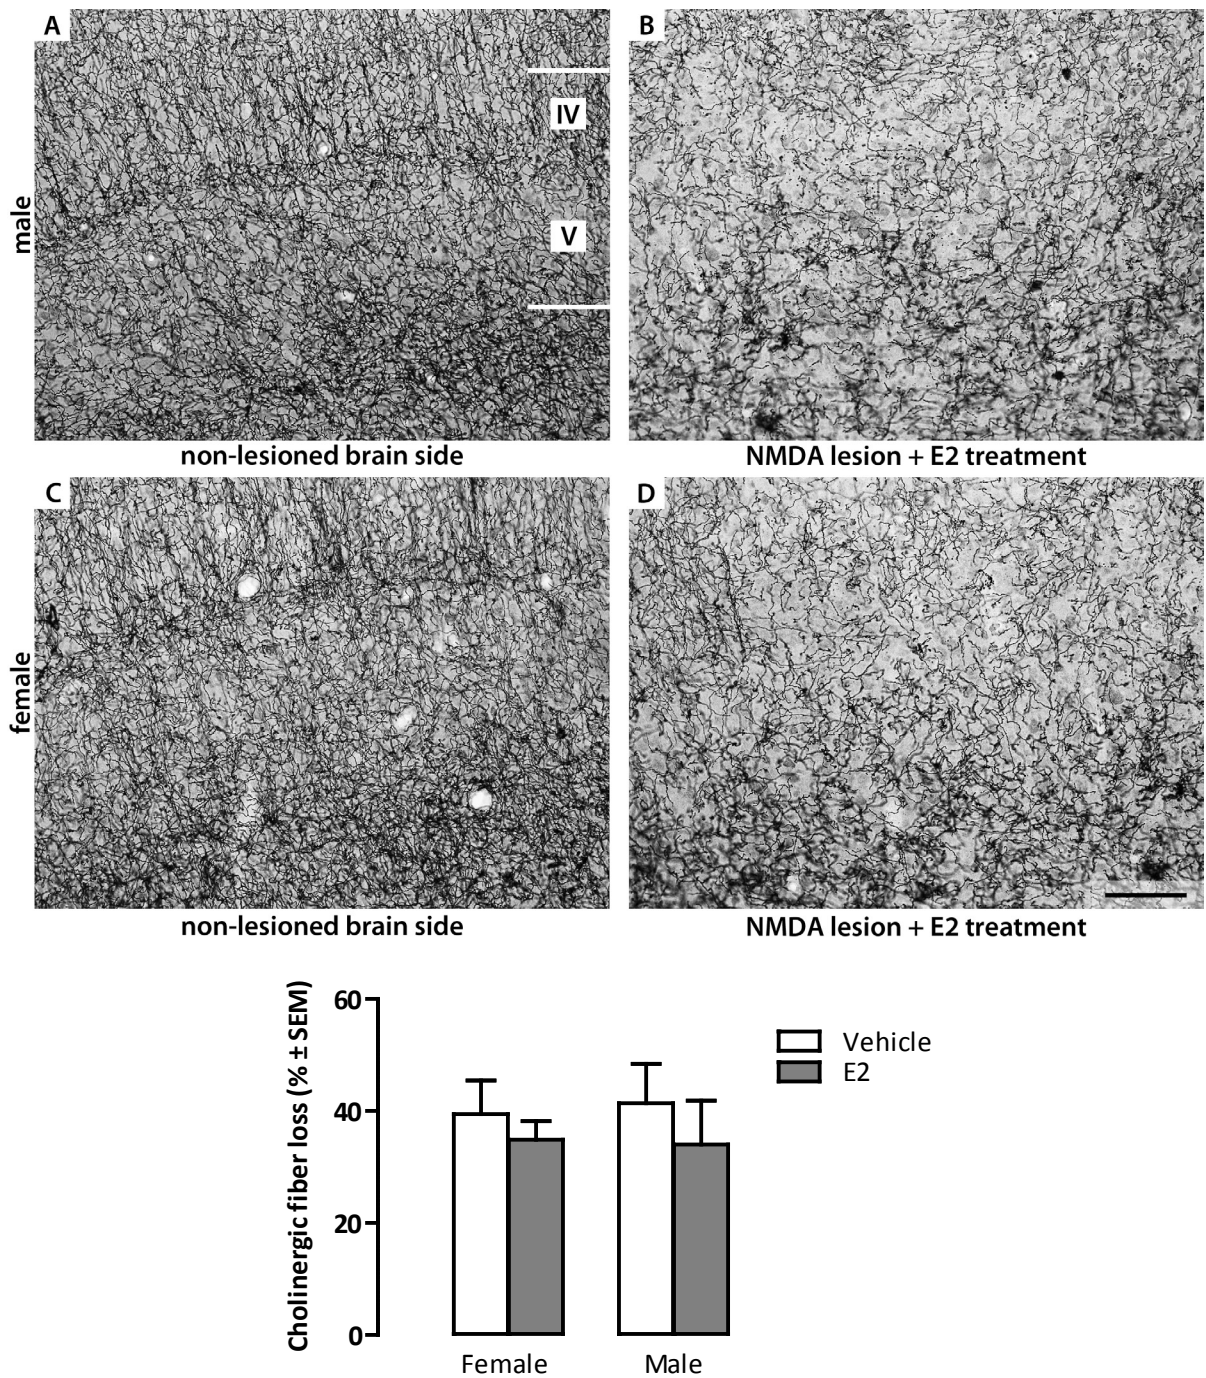 A
B
IV
V
male
non-lesioned brain side
NMDA lesion + E2 treatment
C
D
female
non-lesioned brain side
NMDA lesion + E2 treatment
Cholinergic fiber loss (% ± SEM)
60
40
20
0
Vehicle
E2
Female
Male